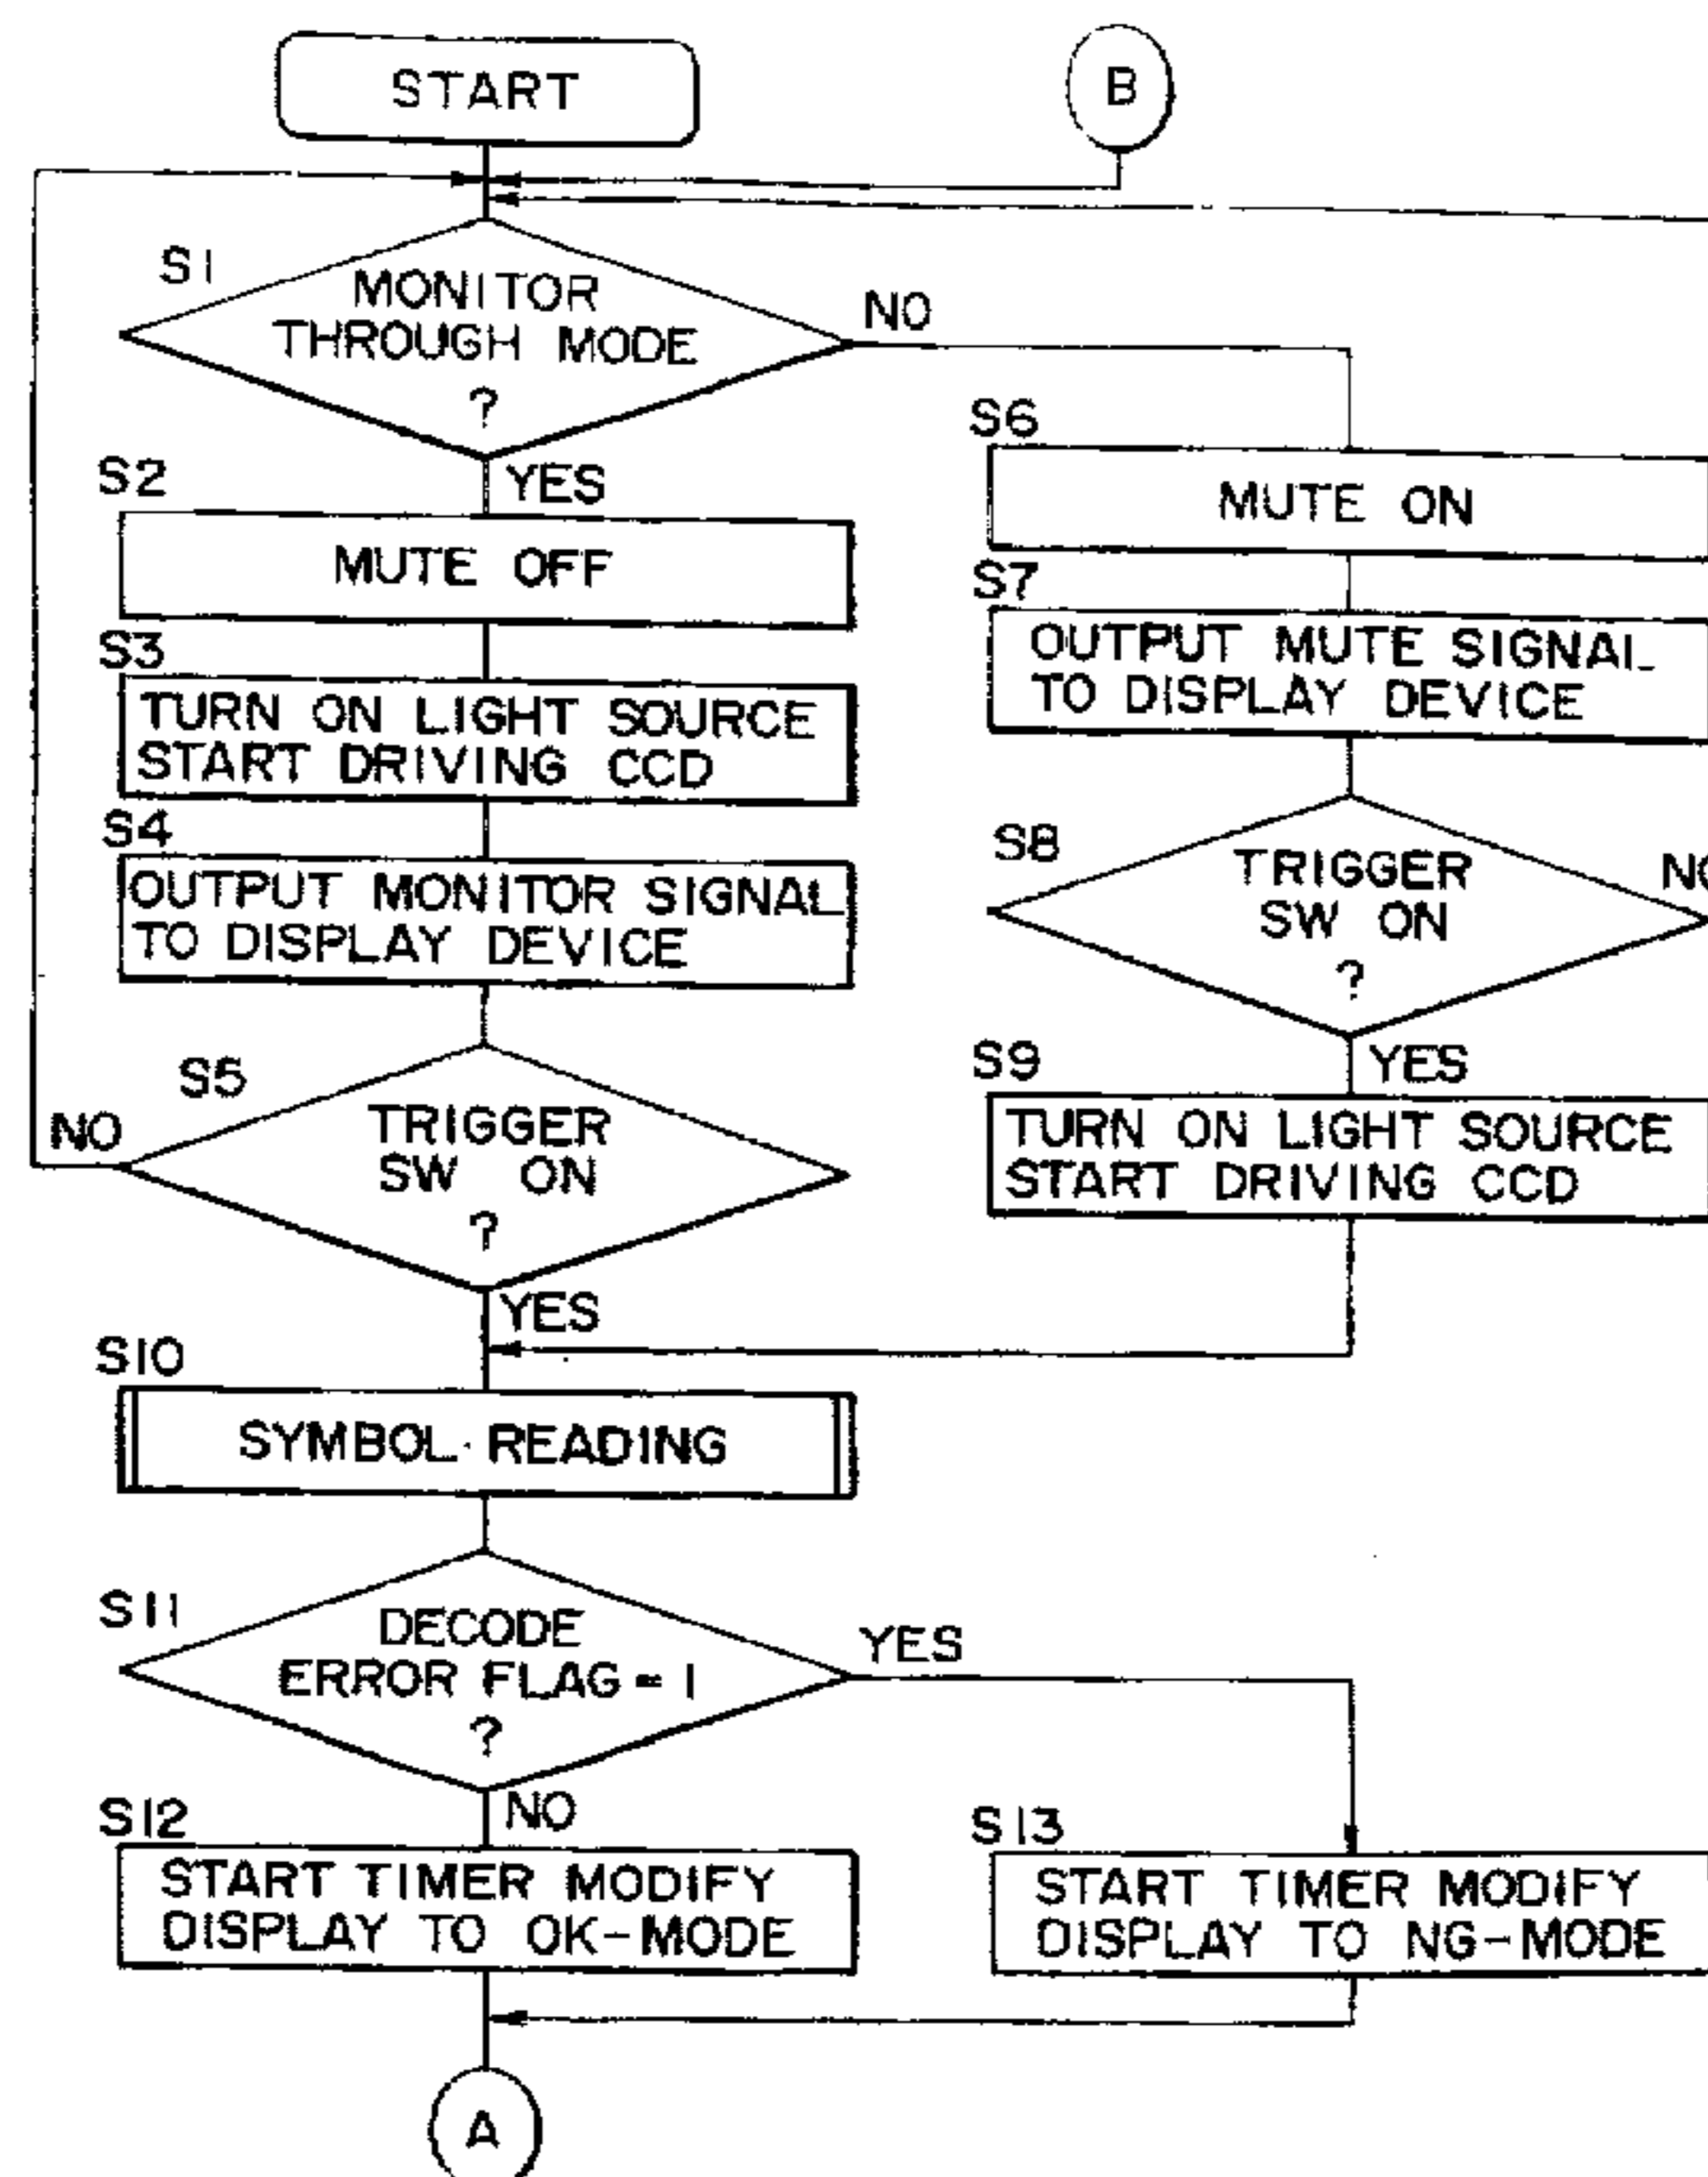 START
B
S1
MONITOR
THROUGH MODE
?
NO
YES
S2
MUTE OFF
S3
TURN ON LIGHT SOURCE
START DRIVING CCD
S4
OUTPUT MONITOR SIGNAL
TO DISPLAY DEVICE
S5
NO
TRIGGER
SW ON
?
YES
S6
MUTE ON
S7
OUTPUT MUTE SIGNAL
TO DISPLAY DEVICE
S8
TRIGGER
SW ON
?
NO
YES
S9
TURN ON LIGHT SOURCE
START DRIVING CCD
S10
SYMBOL READING
S11
DECODE
ERROR FLAG = 1
?
YES
NO
S12
START TIMER MODIFY
DISPLAY TO OK-MODE
S13
START TIMER MODIFY
DISPLAY TO NG-MODE
A